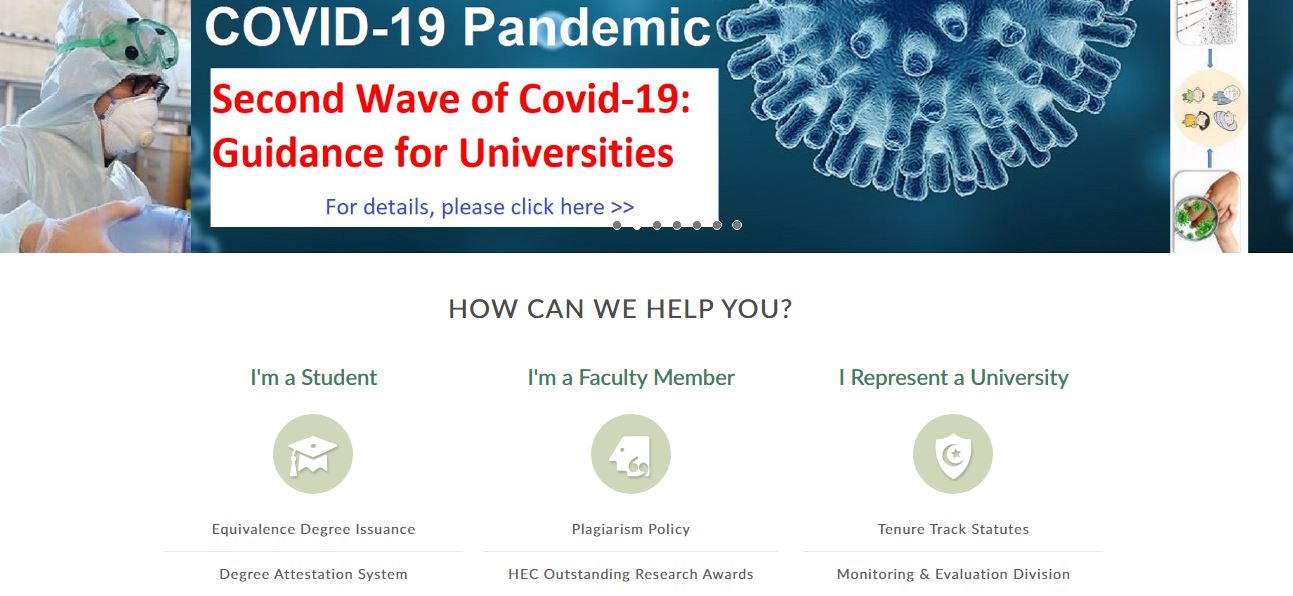 COVID-19 Pandemic
Second Wave of Covid-19:
Guidance for Universities
For details, please click here >>
HOW CAN WE HELP YOU?
I'm a Student
I'm a Faculty Member
I Represent a University
Equivalence Degree Issuance
Plagiarism Policy
Tenure Track Statutes
Degree Attestation System
HEC Outstanding Research Awards
Monitoring & Evaluation Division